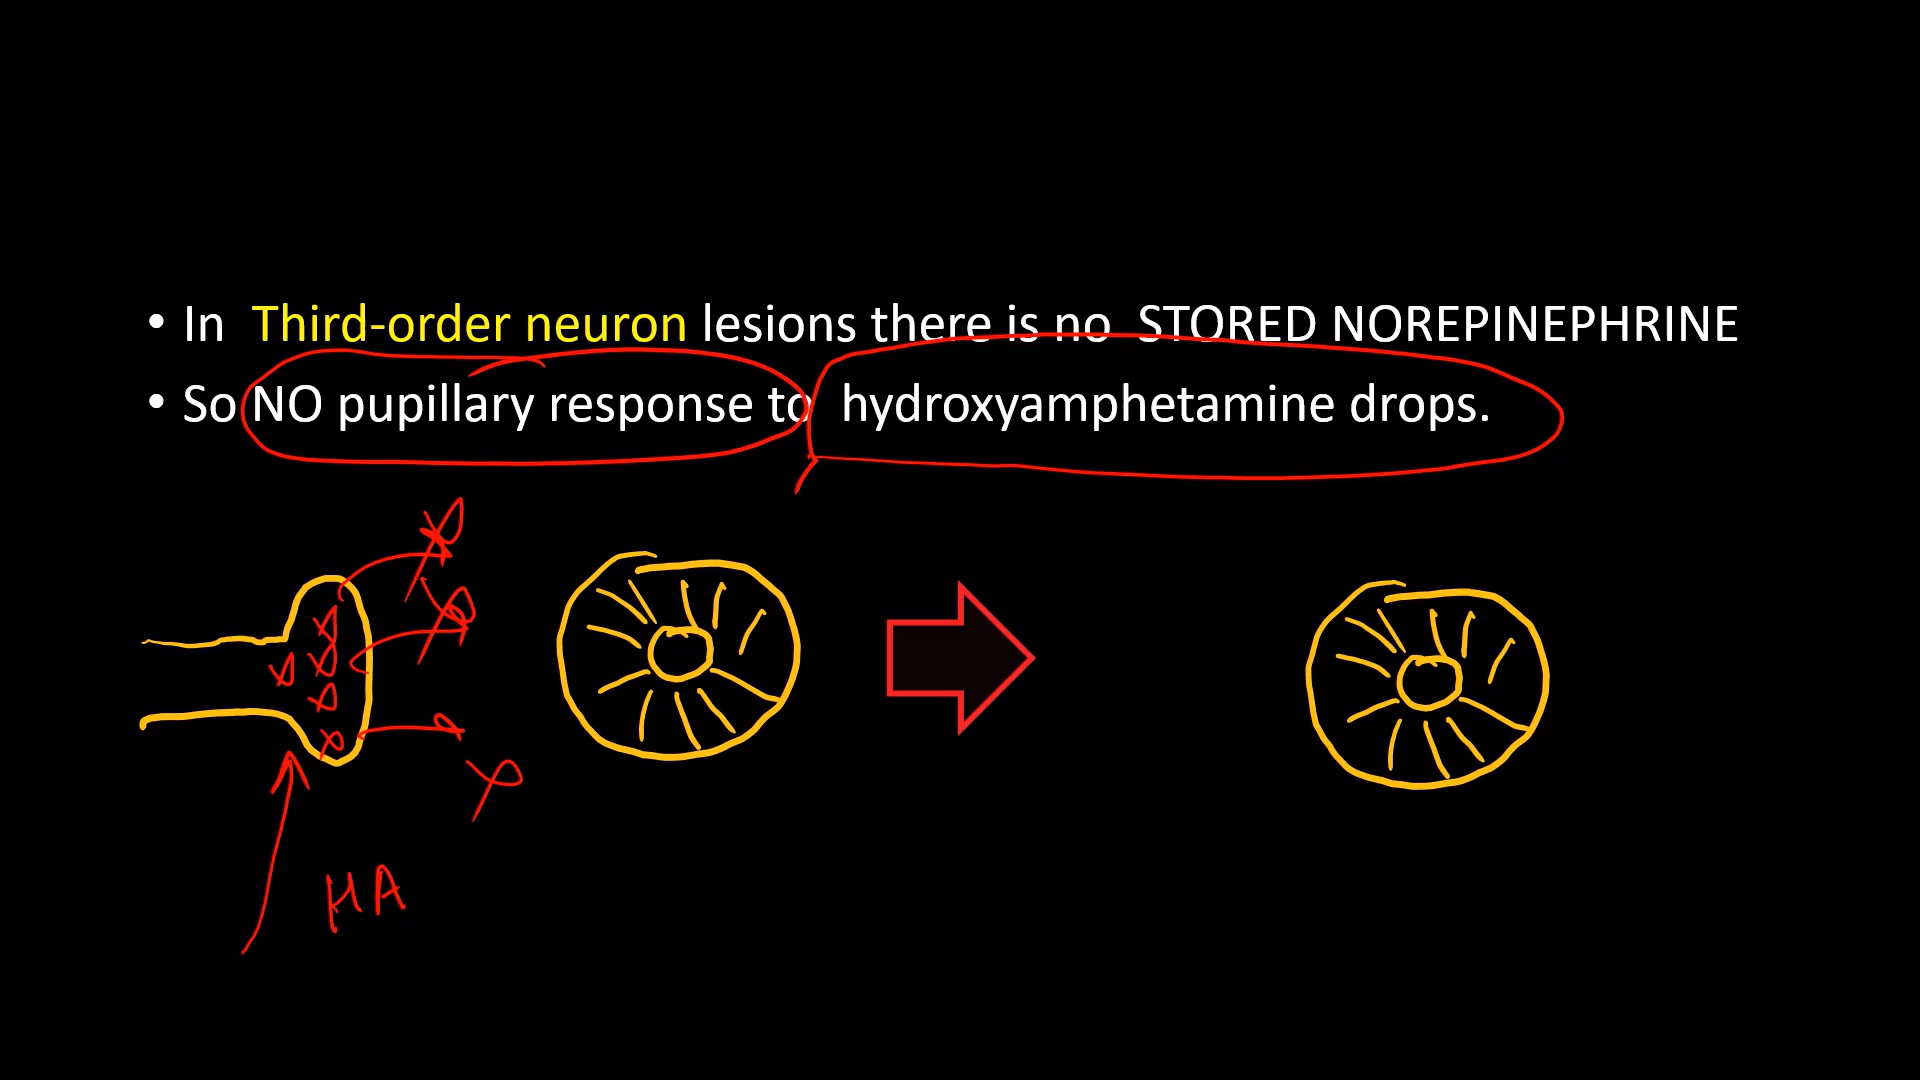 • In Third-order neuron lesions there is no STORED NOREPINEPHRINE
• So NO pupillary response to hydroxyamphetamine drops.
HA